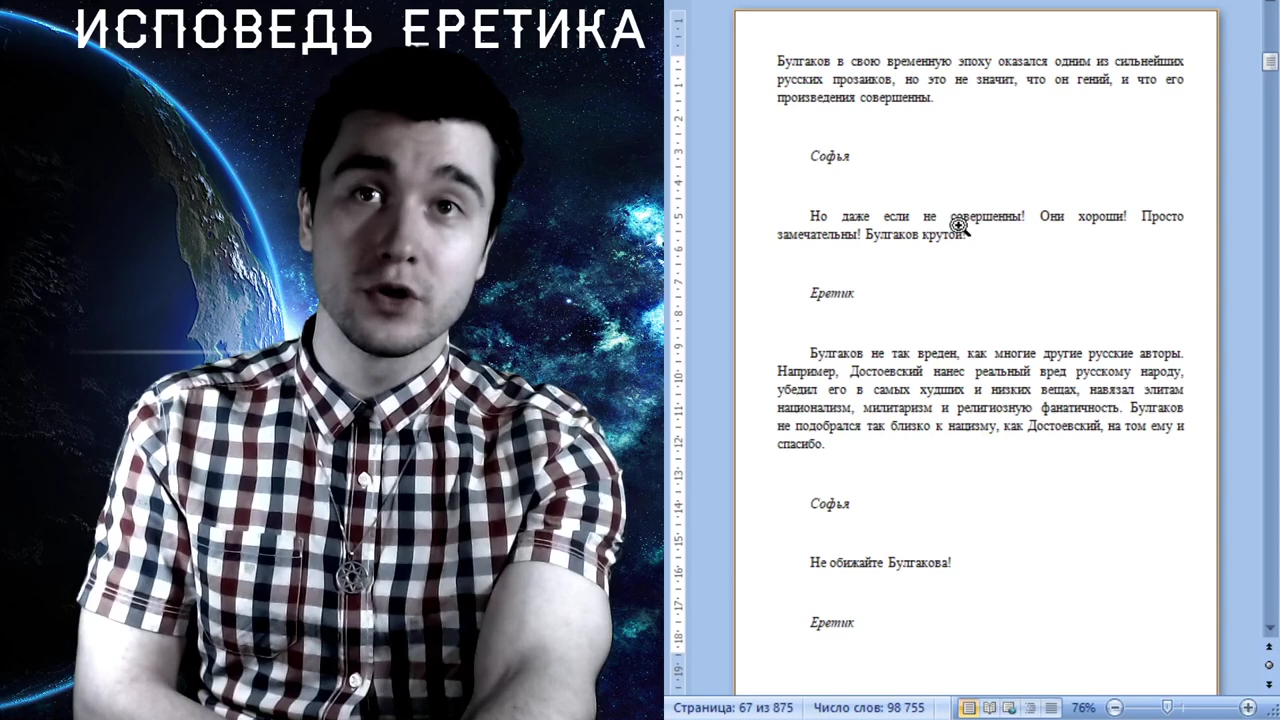 ИСПОВЕДЬ ЕРЕТИКА
Булгаков в свою временную эпоху оказался одним из сильнейших
русских прозаиков, но это не значит, что он гений, и что его
произведения совершенны.
Софья
Но даже если не совершенны! Они хороши! Просто
замечательны! Булгаков крутой!
Еретик
Булгаков не так вреден, как многие другие русские авторы.
Например, Достоевский нанес реальный вред русскому народу,
убедил его в самых худших и низких вещах, навязал элитам
национализм, милитаризм и религиозную фанатичность. Булгаков
не подобрался так близко к нацизму, как Достоевский, на том ему и
спасибо.
Софья
Не обижайте Булгакова!
Еретик
Страница: 67 из 875 Число слов: 98 755 76%